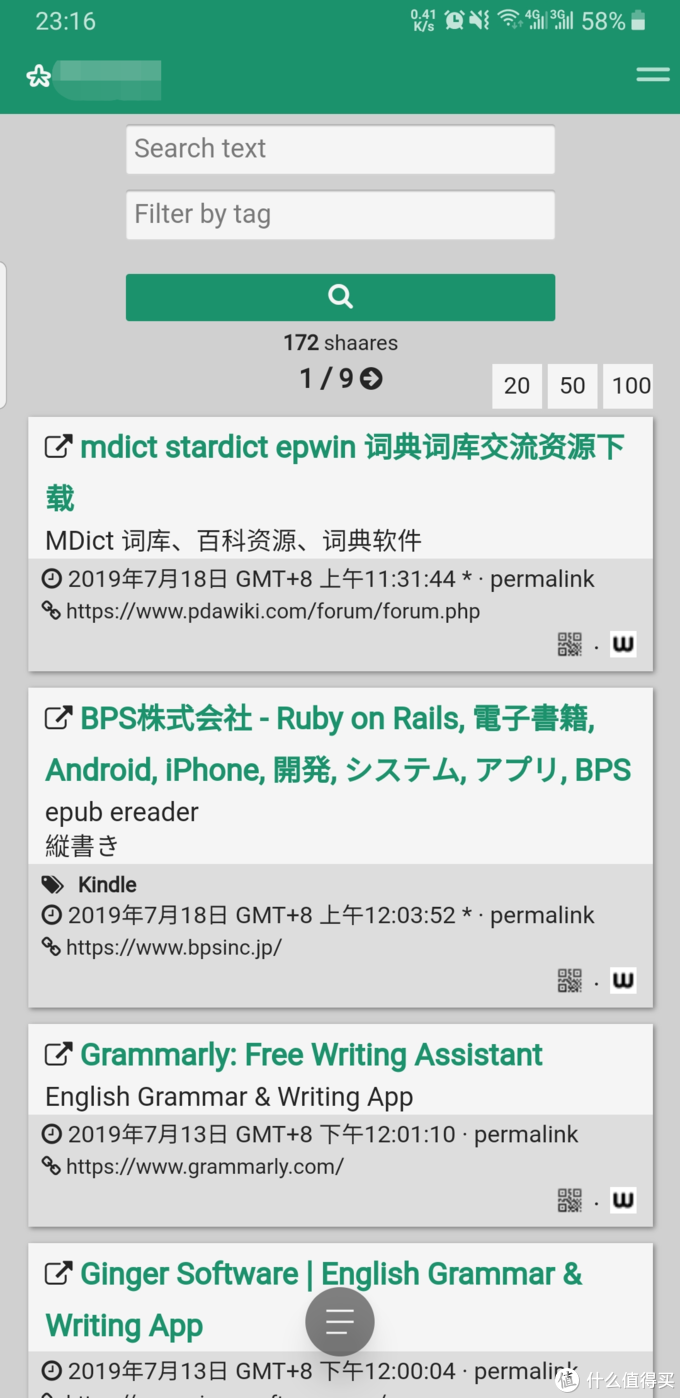 23:16
0.41 K/s 4G 3G 58%
Search text
Filter by tag
172 shaares
1 / 9
20 50 100
mdict stardict epwin 词典词库交流资源下
载
MDict 词库、百科资源、词典软件
2019年7月18日 GMT+8 上午11:31:44 * · permalink
https://www.pdawiki.com/forum/forum.php
· w
BPS株式会社 - Ruby on Rails, 電子書籍,
Android, iPhone, 開発, システム, アプリ, BPS
epub ereader
縦書き
Kindle
2019年7月18日 GMT+8 上午12:03:52 * · permalink
https://www.bpsinc.jp/
· w
Grammarly: Free Writing Assistant
English Grammar & Writing App
2019年7月13日 GMT+8 下午12:01:10 · permalink
https://www.grammarly.com/
· w
Ginger Software | English Grammar &
Writing App
2019年7月13日 GMT+8 下午12:00:04 · permalink
值 什么值得买